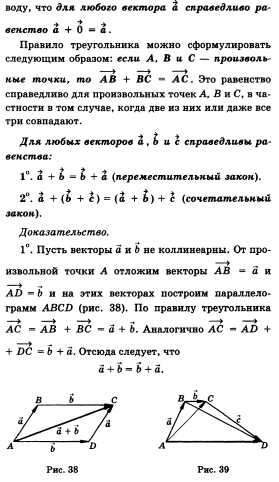 воду, что для любого вектора a⃗ справедливо ра-
венство a⃗ + 0⃗ = a⃗.
Правило треугольника можно сформулировать
следующим образом: если A, B и C — произволь-
ные точки, то AB⃗ + BC⃗ = AC⃗. Это равенство
справедливо для произвольных точек A, B и C, в ча-
стности в том случае, когда две из них или даже все
три совпадают.
Для любых векторов a⃗, b⃗ и c⃗ справедливы ра-
венства:
1°. a⃗ + b⃗ = b⃗ + a⃗ (переместительный закон).
2°. a⃗ + (b⃗ + c⃗) = (a⃗ + b⃗) + c⃗ (сочетательный
закон).
Доказательство.
1°. Пусть векторы a⃗ и b⃗ не коллинеарны. От про-
извольной точки A отложим векторы AB⃗ = a⃗ и
AD⃗ = b⃗ и на этих векторах построим параллело-
грамм ABCD (рис. 38). По правилу треугольника
AC⃗ = AB⃗ + BC⃗ = a⃗ + b⃗. Аналогично AC⃗ = AD⃗ +
+ DC⃗ = b⃗ + a⃗. Отсюда следует, что
a⃗ + b⃗ = b⃗ + a⃗.
B b⃗ C
a⃗ a⃗ + b⃗ a⃗
A b⃗ D
Рис. 38
B b⃗ C
a⃗ c⃗
A D
Рис. 39